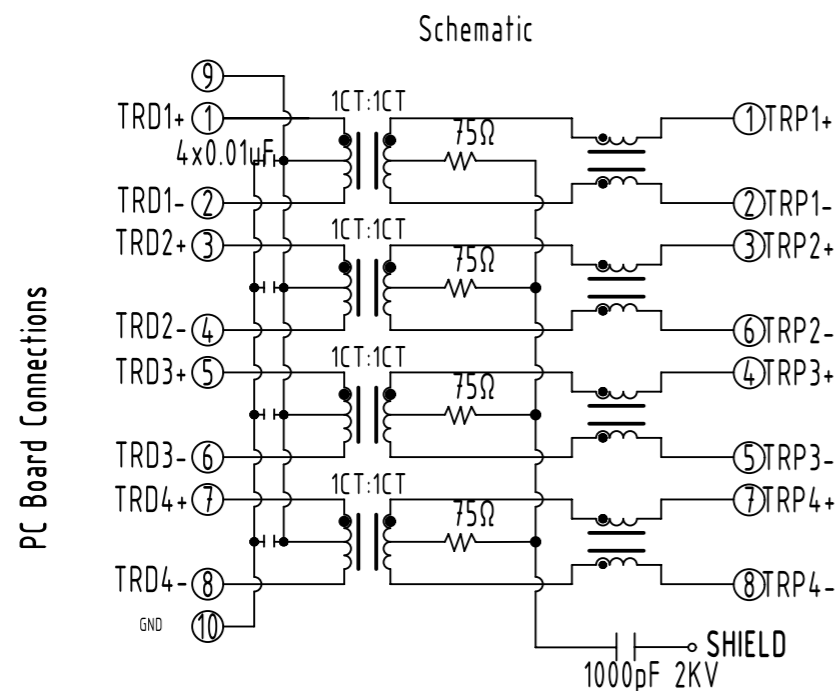 Schematic
9
1CT:1CT
TRD1+ 1
75Ω
1 TRP1+
4x0.01uF
TRD1- 2
2 TRP1-
1CT:1CT
TRD2+ 3
75Ω
3 TRP2+
TRD2- 4
6 TRP2-
1CT:1CT
TRD3+ 5
75Ω
4 TRP3+
TRD3- 6
5 TRP3-
1CT:1CT
TRD4+ 7
75Ω
7 TRP4+
TRD4- 8
8 TRP4-
GND 10
SHIELD
1000pF 2KV
PC Board Connections